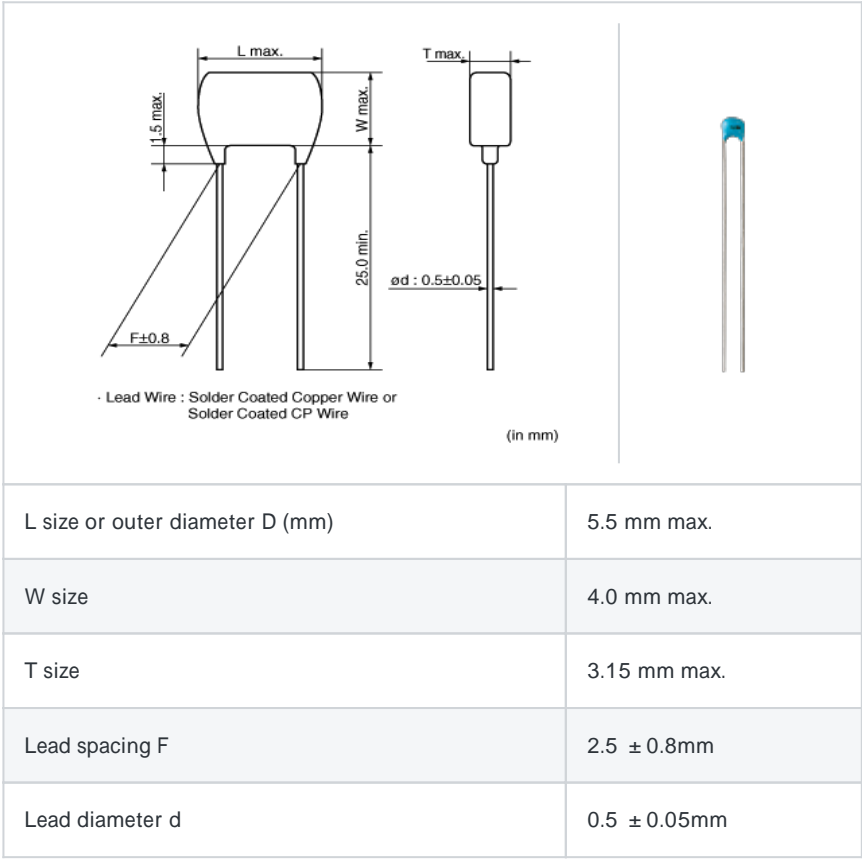 L max.
T max.
1.5 max.
W max.
25.0 min.
ød : 0.5±0.05
F±0.8
· Lead Wire : Solder Coated Copper Wire or
Solder Coated CP Wire
(in mm)
L size or outer diameter D (mm) 5.5 mm max.
W size 4.0 mm max.
T size 3.15 mm max.
Lead spacing F 2.5 ±0.8mm
Lead diameter d 0.5 ±0.05mm